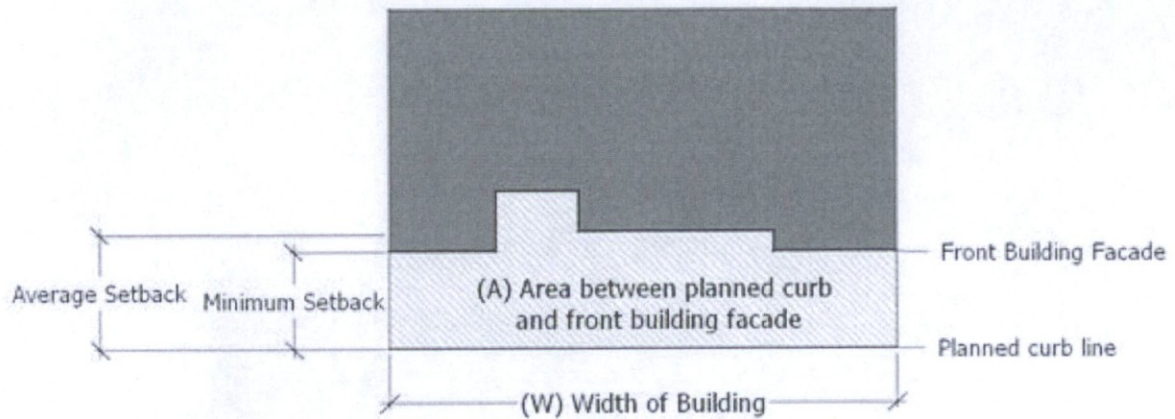 Front Building Facade
Average Setback
Minimum Setback
(A) Area between planned curb
and front building facade
Planned curb line
(W) Width of Building